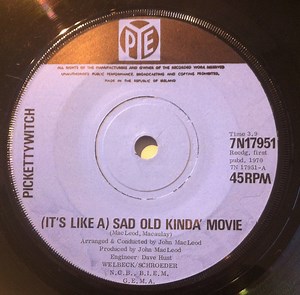 PYE
ALL RIGHTS OF THE MANUFACTURERS AND OWNERS OF THE RECORDED WORK RESERVED
UNAUTHORISED PUBLIC PERFORMANCE, BROADCASTING AND COPYING PROHIBITED.
MADE IN THE REPUBLIC OF IRELAND
PICKETTYWITCH
Time 3.9
7N17951
Recdg. first
pubd. 1970
7N 17951-A
45RPM
(IT'S LIKE A) SAD OLD KINDA' MOVIE
(MacLeod, Macaulay)
Arranged & Conducted by John MacLeod
Produced by John MacLeod
Engineer: Dave Hunt
WELBECK/SCHROEDER
N.C.B., B.I.E.M.,
G.E.M.A.